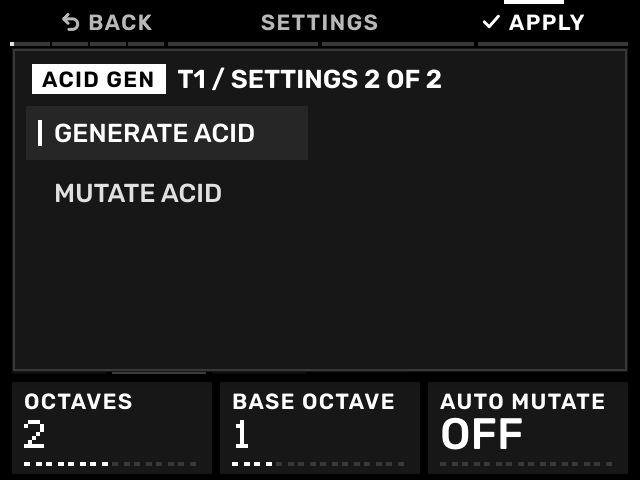 BACK SETTINGS APPLY
ACID GEN T1 / SETTINGS 2 OF 2
GENERATE ACID
MUTATE ACID
OCTAVES BASE OCTAVE AUTO MUTATE
2 1 OFF